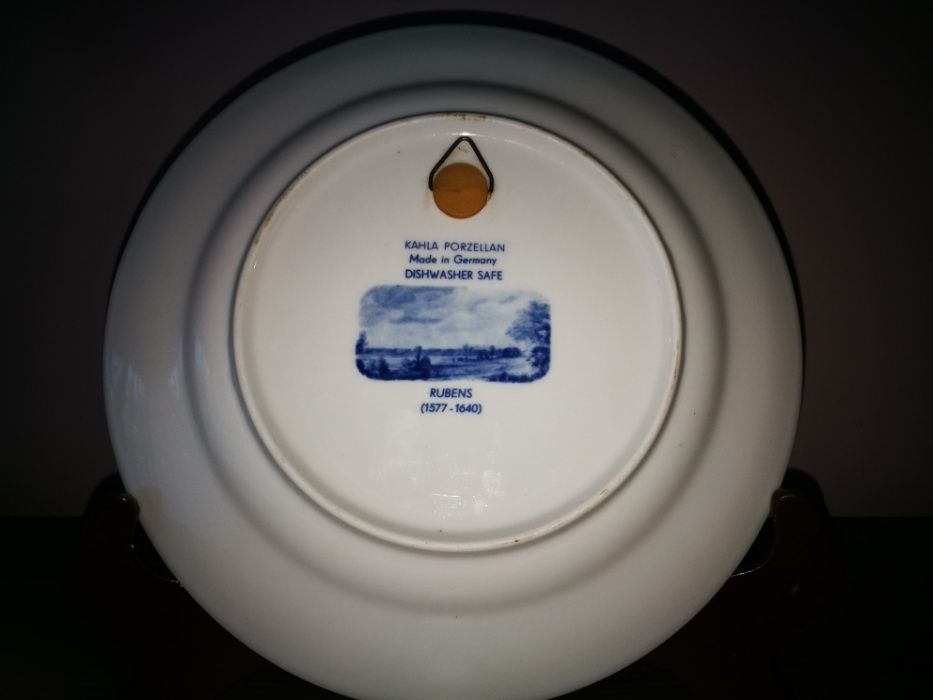 KAHLA PORZELLAN
Made in Germany
DISHWASHER SAFE
RUBENS
(1577-1640)